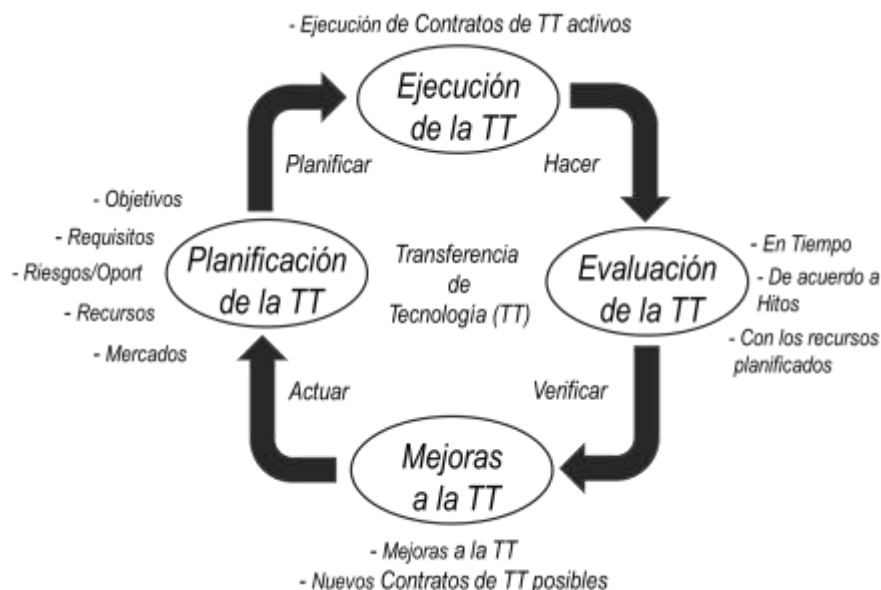 - Ejecución de Contratos de TT activos
Ejecución
de la TT
Planificar
Hacer
- Objetivos
- Requisitos
- Riesgos/Oport
- Recursos
- Mercados
Planificación
de la TT
Transferencia
de
Tecnología (TT)
Evaluación
de la TT
- En Tiempo
- De acuerdo a
Hitos
- Con los recursos
planificados
Actuar
Verificar
Mejoras
a la TT
- Mejoras a la TT
- Nuevos Contratos de TT posibles